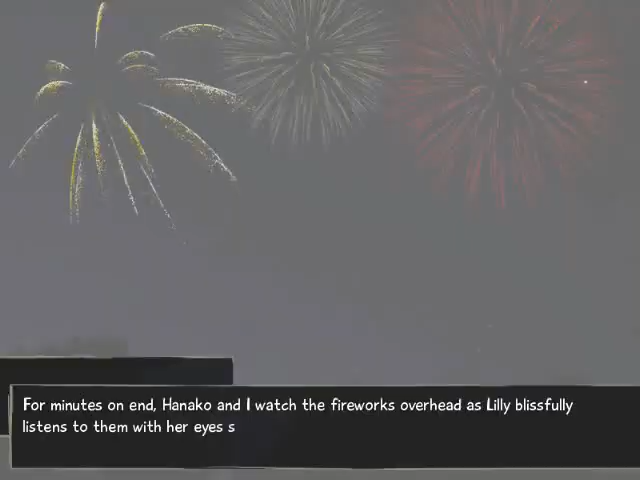 For minutes on end, Hanako and I watch the fireworks overhead as Lilly blissfully
listens to them with her eyes s